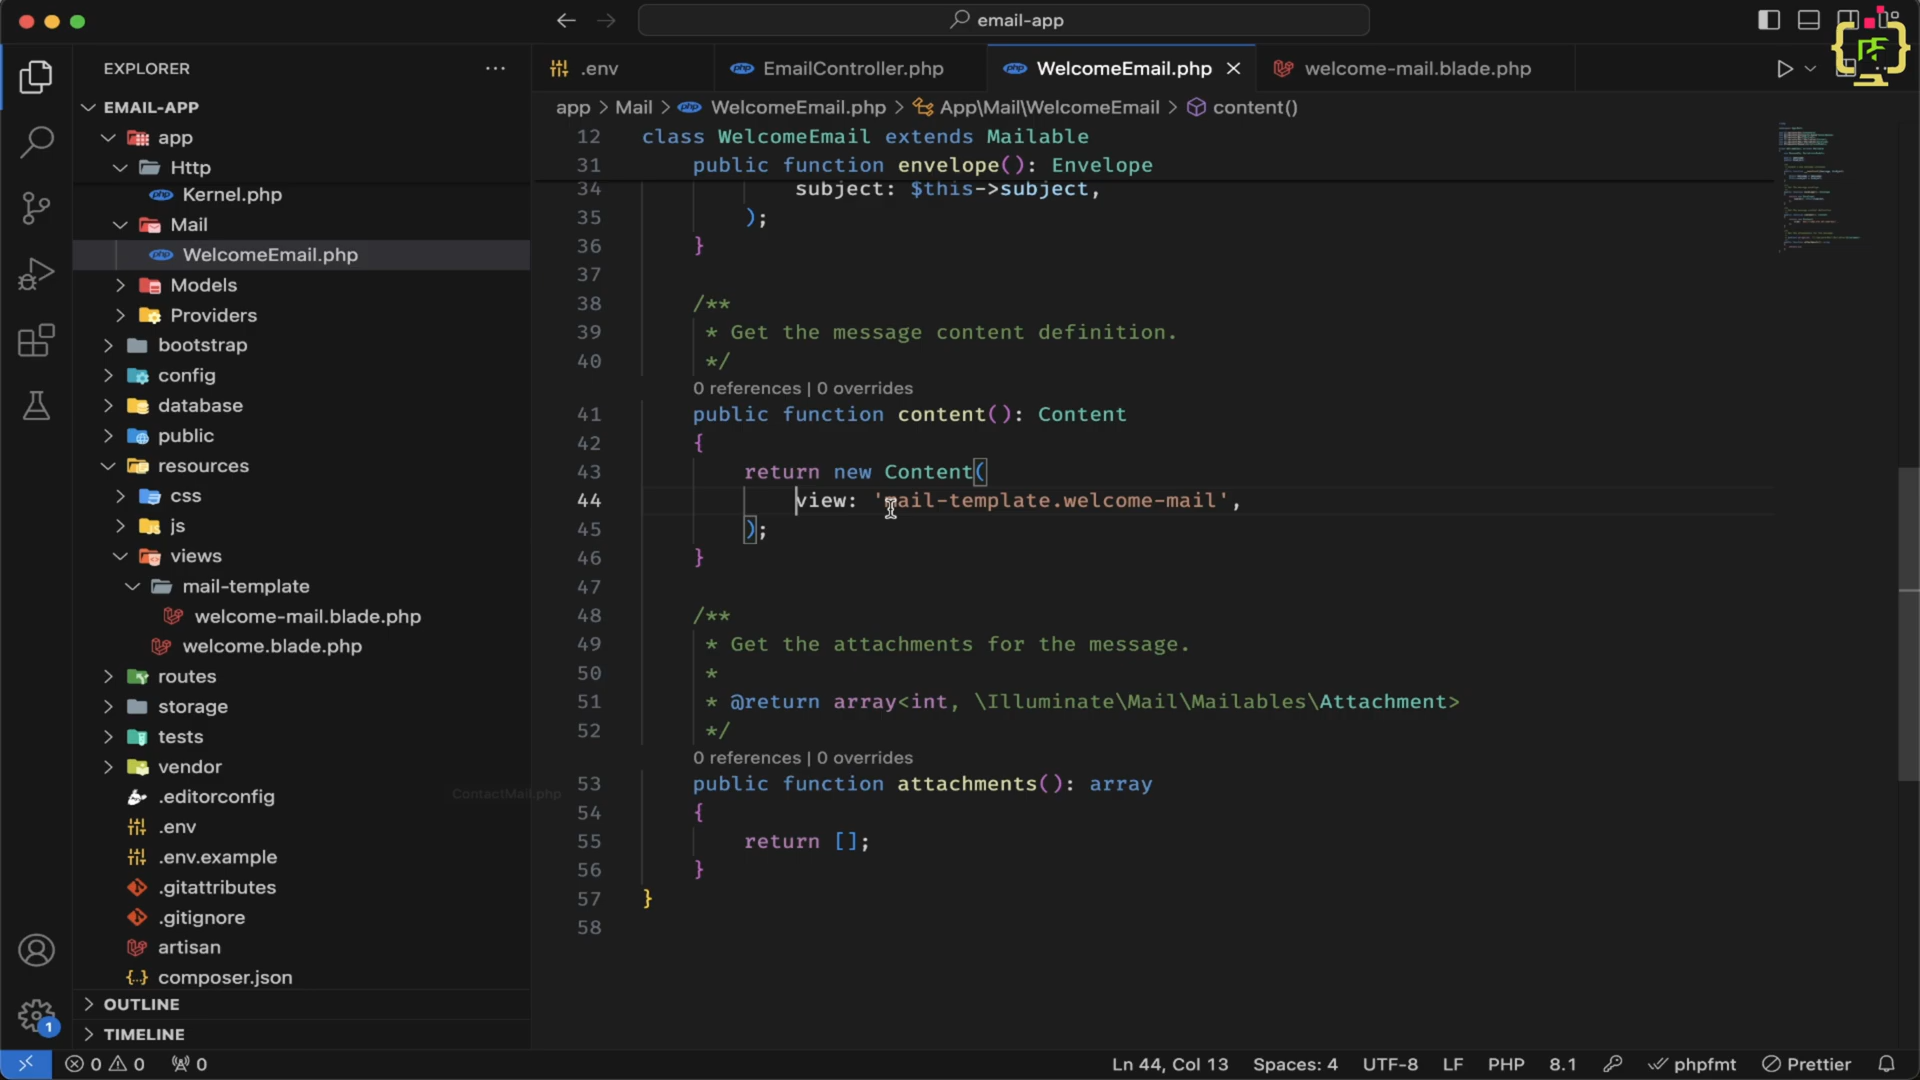 email-app
EXPLORER
EMAIL-APP
app
Http
Kernel.php
Mail
WelcomeEmail.php
Models
Providers
bootstrap
config
database
public
resources
css
js
views
mail-template
welcome-mail.blade.php
welcome.blade.php
routes
storage
tests
vendor
.editorconfig
.env
.env.example
.gitattributes
.gitignore
artisan
composer.json
OUTLINE
TIMELINE
ContactMail.php
.env
EmailController.php
WelcomeEmail.php
welcome-mail.blade.php
app > Mail > WelcomeEmail.php > App\Mail\WelcomeEmail > content()
12 class WelcomeEmail extends Mailable
31 public function envelope(): Envelope
34 subject: $this->subject,
35 );
36 }
37
38 /**
39 * Get the message content definition.
40 */
0 references | 0 overrides
41 public function content(): Content
42 {
43 return new Content(
44 view: 'mail-template.welcome-mail',
45 );
46 }
47
48 /**
49 * Get the attachments for the message.
50 *
51 * @return array<int, \Illuminate\Mail\Mailables\Attachment>
52 */
0 references | 0 overrides
53 public function attachments(): array
54 {
55 return [];
56 }
57 }
58
1
0 0 0
Ln 44, Col 13 Spaces: 4 UTF-8 LF PHP 8.1 phpfmt Prettier